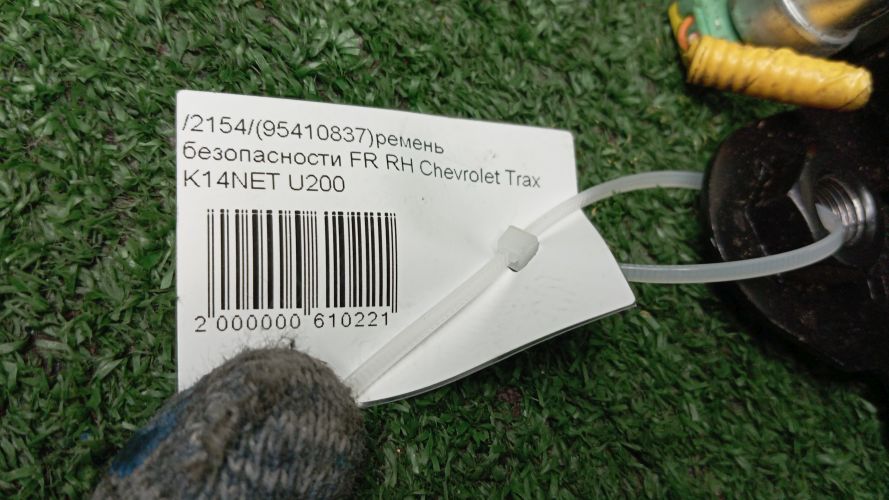 /2154/(95410837)ремень
безопасности FR RH Chevrolet Trax
K14NET U200
2 000000 610221